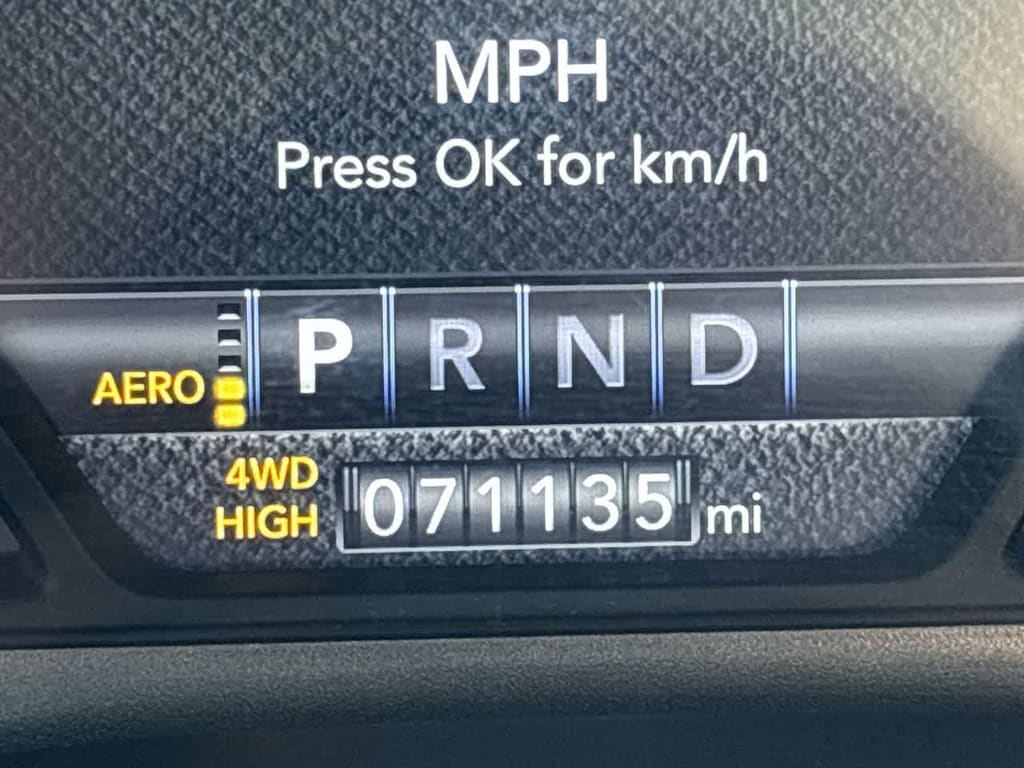 MPH
Press OK for km/h
P R N D
AERO
4WD
HIGH
071135 mi